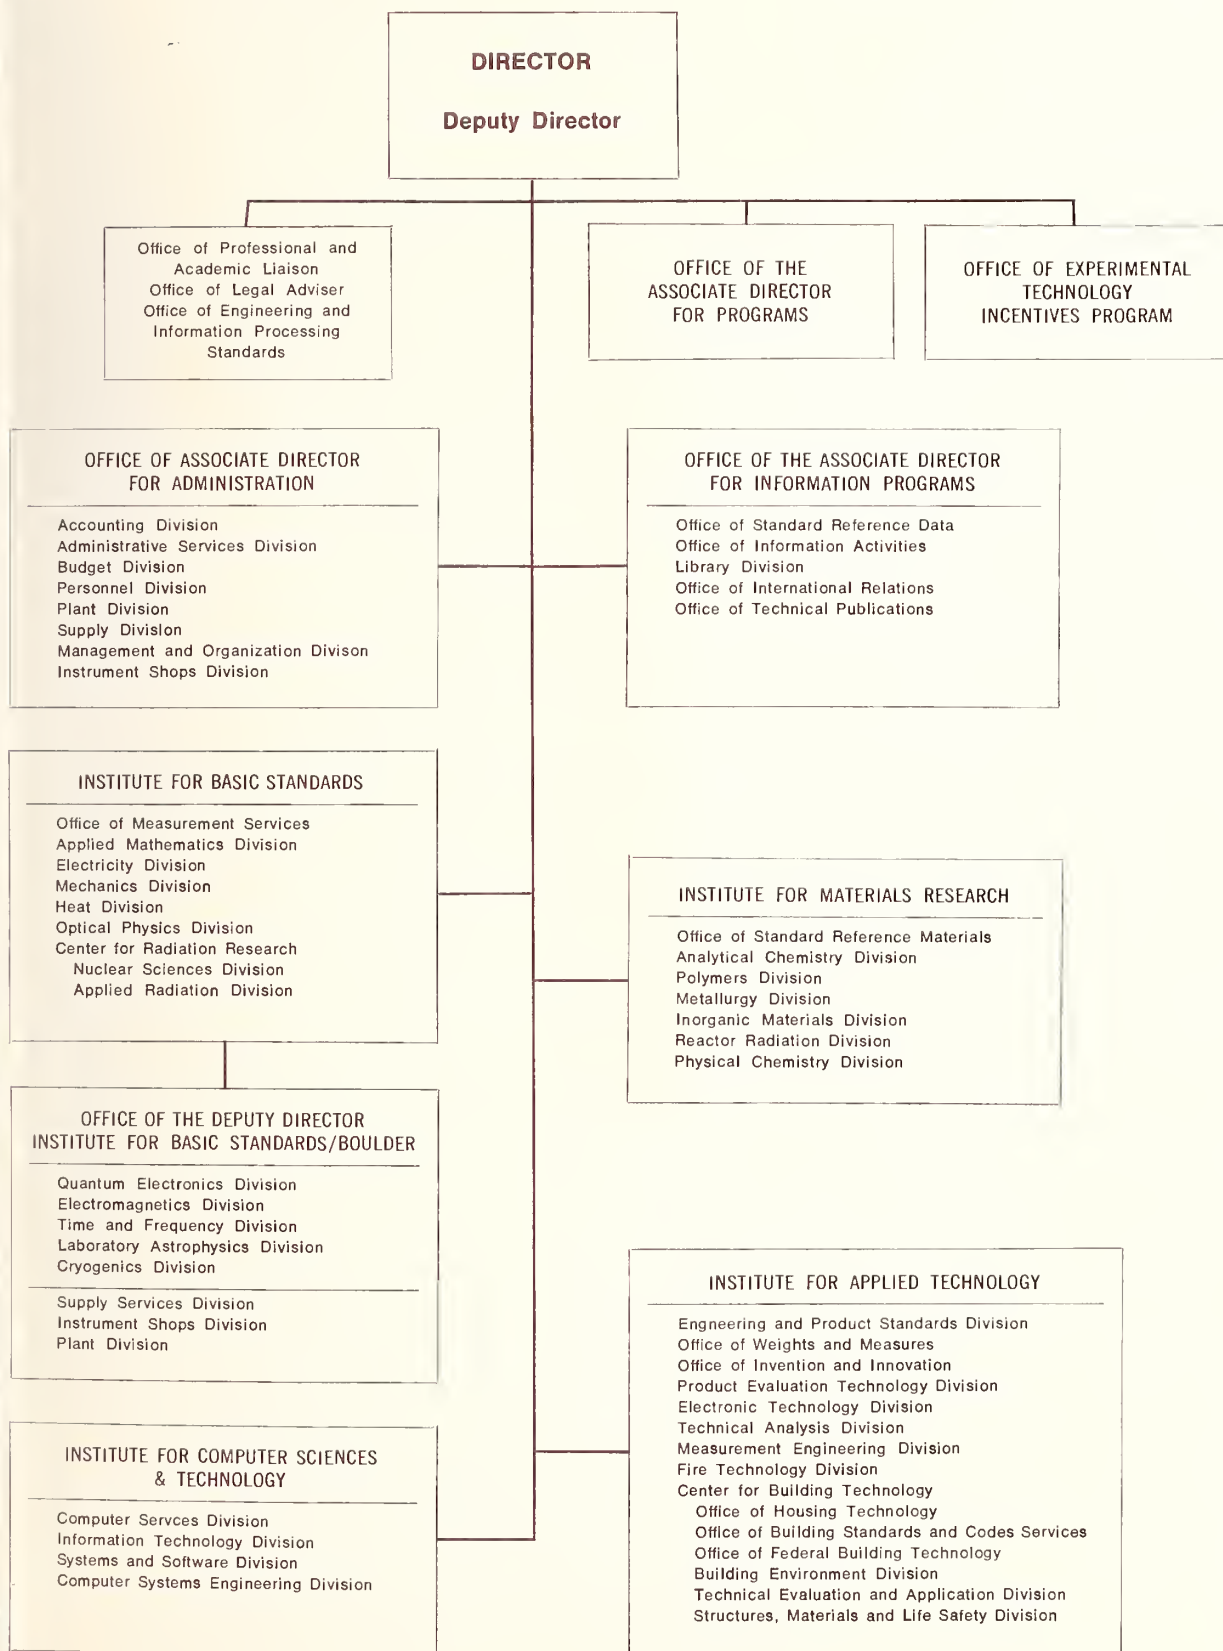 DIRECTOR
Deputy Director
Office of Professional and
Academic Liaison
Office of Legal Adviser
Office of Engineering and
Information Processing
Standards
OFFICE OF THE
ASSOCIATE DIRECTOR
FOR PROGRAMS
OFFICE OF EXPERIMENTAL
TECHNOLOGY
INCENTIVES PROGRAM
OFFICE OF ASSOCIATE DIRECTOR
FOR ADMINISTRATION
Accounting Division
Administrative Services Division
Budget Division
Personnel Division
Plant Division
Supply Division
Management and Organization Divison
Instrument Shops Division
OFFICE OF THE ASSOCIATE DIRECTOR
FOR INFORMATION PROGRAMS
Office of Standard Reference Data
Office of Information Activities
Library Division
Office of International Relations
Office of Technical Publications
INSTITUTE FOR BASIC STANDARDS
Office of Measurement Services
Applied Mathematics Division
Electricity Division
Mechanics Division
Heat Division
Optical Physics Division
Center for Radiation Research
Nuclear Sciences Division
Applied Radiation Division
INSTITUTE FOR MATERIALS RESEARCH
Office of Standard Reference Materials
Analytical Chemistry Division
Polymers Division
Metallurgy Division
Inorganic Materials Division
Reactor Radiation Division
Physical Chemistry Division
OFFICE OF THE DEPUTY DIRECTOR
INSTITUTE FOR BASIC STANDARDS/BOULDER
Quantum Electronics Division
Electromagnetics Division
Time and Frequency Division
Laboratory Astrophysics Division
Cryogenics Division
Supply Services Division
Instrument Shops Division
Plant Division
INSTITUTE FOR APPLIED TECHNOLOGY
Engneering and Product Standards Division
Office of Weights and Measures
Office of Invention and Innovation
Product Evaluation Technology Division
Electronic Technology Division
Technical Analysis Division
Measurement Engineering Division
Fire Technology Division
Center for Building Technology
Office of Housing Technology
Office of Building Standards and Codes Services
Office of Federal Building Technology
Building Environment Division
Technical Evaluation and Application Division
Structures, Materials and Life Safety Division
INSTITUTE FOR COMPUTER SCIENCES
& TECHNOLOGY
Computer Servces Division
Information Technology Division
Systems and Software Division
Computer Systems Engineering Division